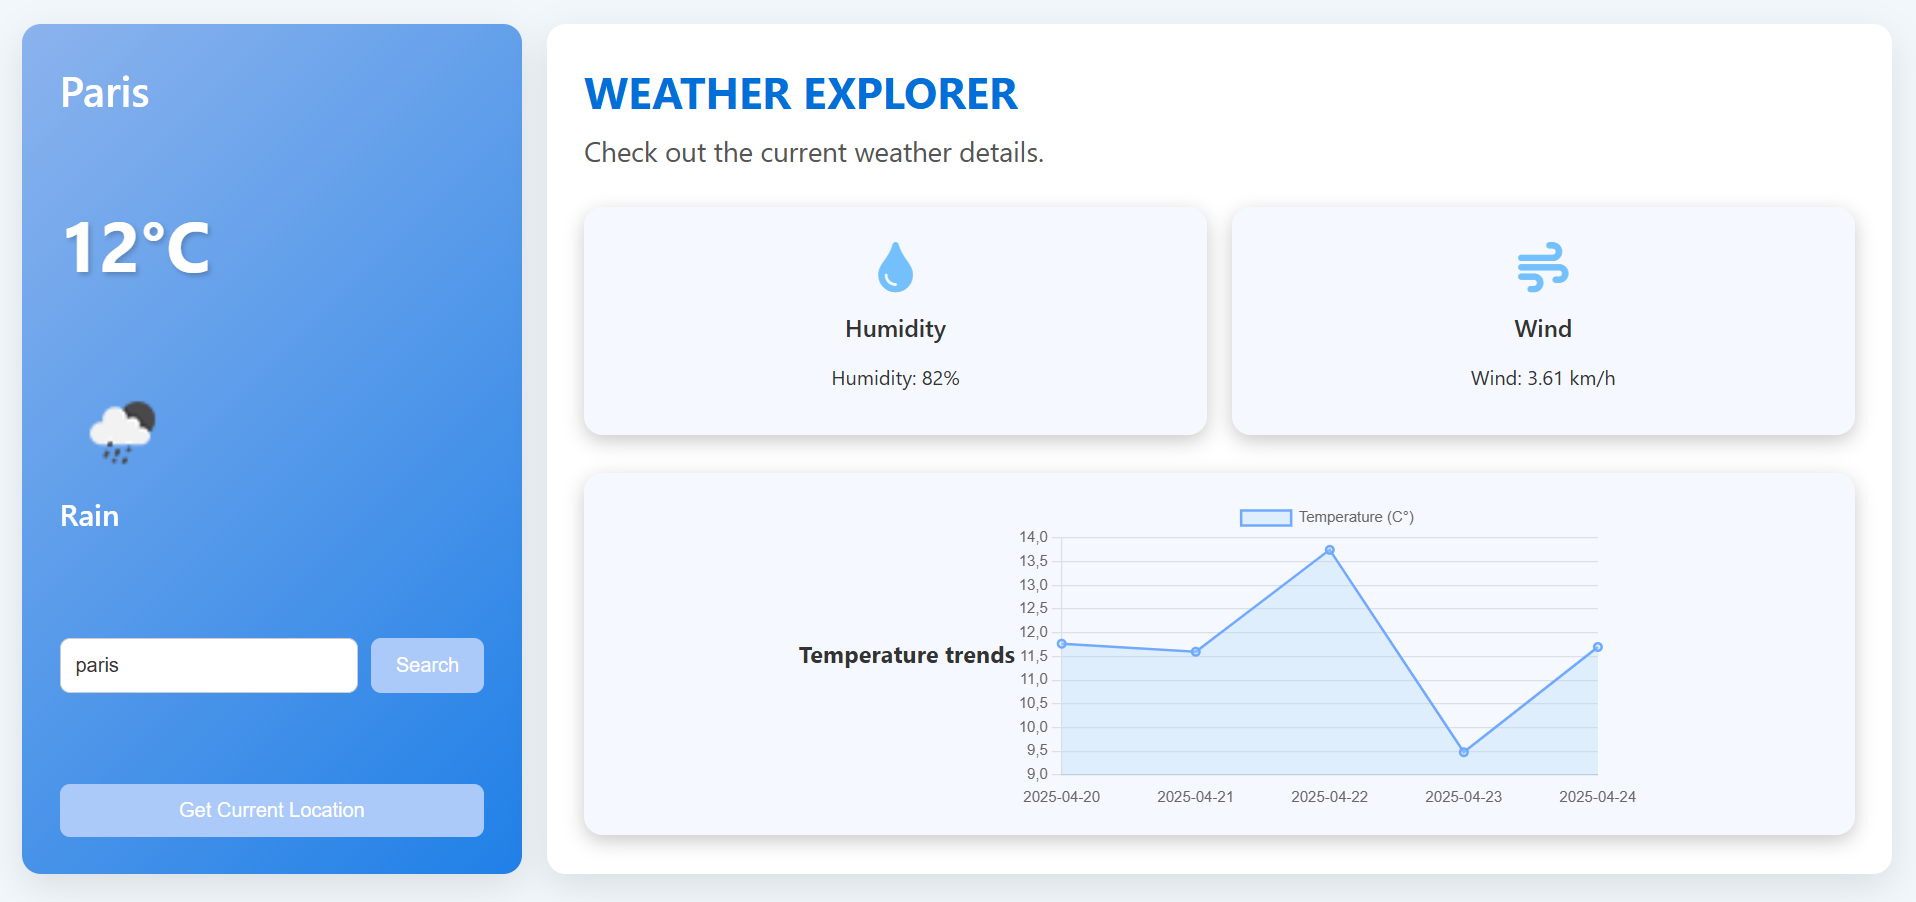 Paris
12°C
Rain
paris
Search
Get Current Location
WEATHER EXPLORER
Check out the current weather details.
Humidity
Humidity: 82%
Wind
Wind: 3.61 km/h
Temperature trends
Temperature (C°)
14,0
13,5
13,0
12,5
12,0
11,5
11,0
10,5
10,0
9,5
9,0
2025-04-20 2025-04-21 2025-04-22 2025-04-23 2025-04-24